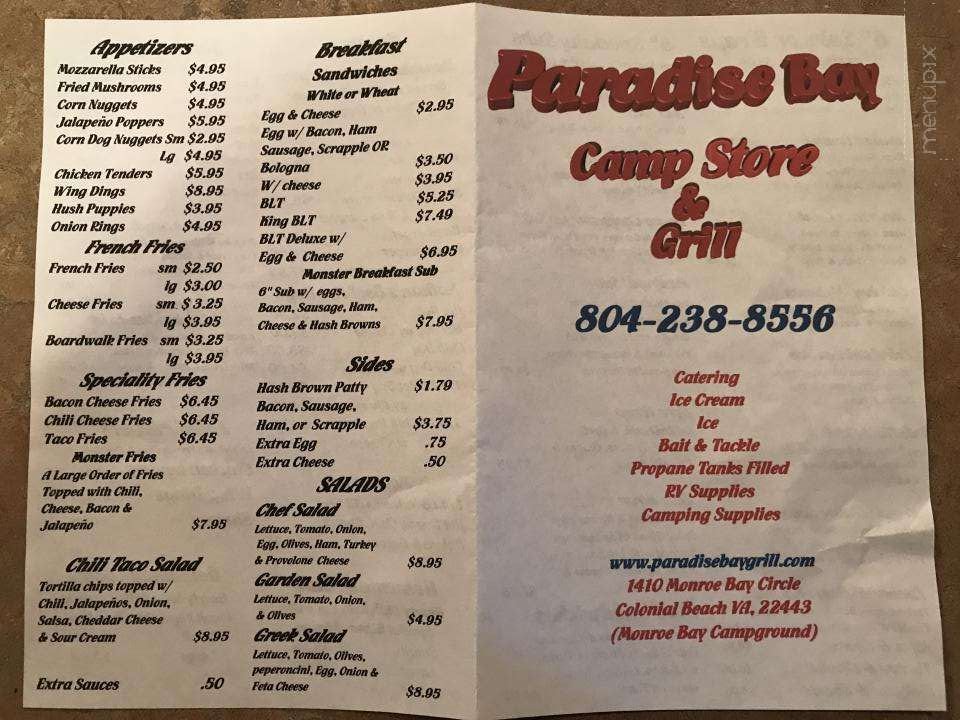 Appetizers
Mozzarella Sticks $4.95
Fried Mushrooms $4.95
Corn Nuggets $4.95
Jalapeño Poppers $5.95
Corn Dog Nuggets Sm $2.95
Lg $4.95
Chicken Tenders $5.95
Wing Dings $8.95
Hush Puppies $3.95
Onion Rings $4.95
French Fries
French Fries sm $2.50
lg $3.00
Cheese Fries sm $ 3.25
lg $3.95
Boardwalk Fries sm $3.25
lg $3.95
Speciality Fries
Bacon Cheese Fries $6.45
Chili Cheese Fries $6.45
Taco Fries $6.45
Monster Fries
A Large Order of Fries
Topped with Chili,
Cheese, Bacon &
Jalapeño $7.95
Chili Taco Salad
Tortilla chips topped w/
Chili, Jalapeños, Onion,
Salsa, Cheddar Cheese
& Sour Cream $8.95
Extra Sauces .50
Breakfast
Sandwiches
White or Wheat
Egg & Cheese $2.95
Egg w/ Bacon, Ham
Sausage, Scrapple OR
Bologna $3.50
W/ cheese $3.95
BLT $5.25
King BLT $7.49
BLT Deluxe w/
Egg & Cheese $6.95
Monster Breakfast Sub
6" Sub w/ eggs,
Bacon, Sausage, Ham,
Cheese & Hash Browns $7.95
Sides
Hash Brown Patty $1.79
Bacon, Sausage,
Ham, or Scrapple $3.75
Extra Egg .75
Extra Cheese .50
SALADS
Chef Salad
Lettuce, Tomato, Onion,
Egg, Olives, Ham, Turkey
& Provolone Cheese $8.95
Garden Salad
Lettuce, Tomato, Onion,
& Olives $4.95
Greek Salad
Lettuce, Tomato, Olives,
peperoncini, Egg, Onion &
Feta Cheese $8.95
Paradise Bay
Camp Store
&
Grill
804-238-8556
Catering
Ice Cream
Ice
Bait & Tackle
Propane Tanks Filled
RV Supplies
Camping Supplies
www.paradisebaygrill.com
1410 Monroe Bay Circle
Colonial Beach VA, 22443
(Monroe Bay Campground)
menupix